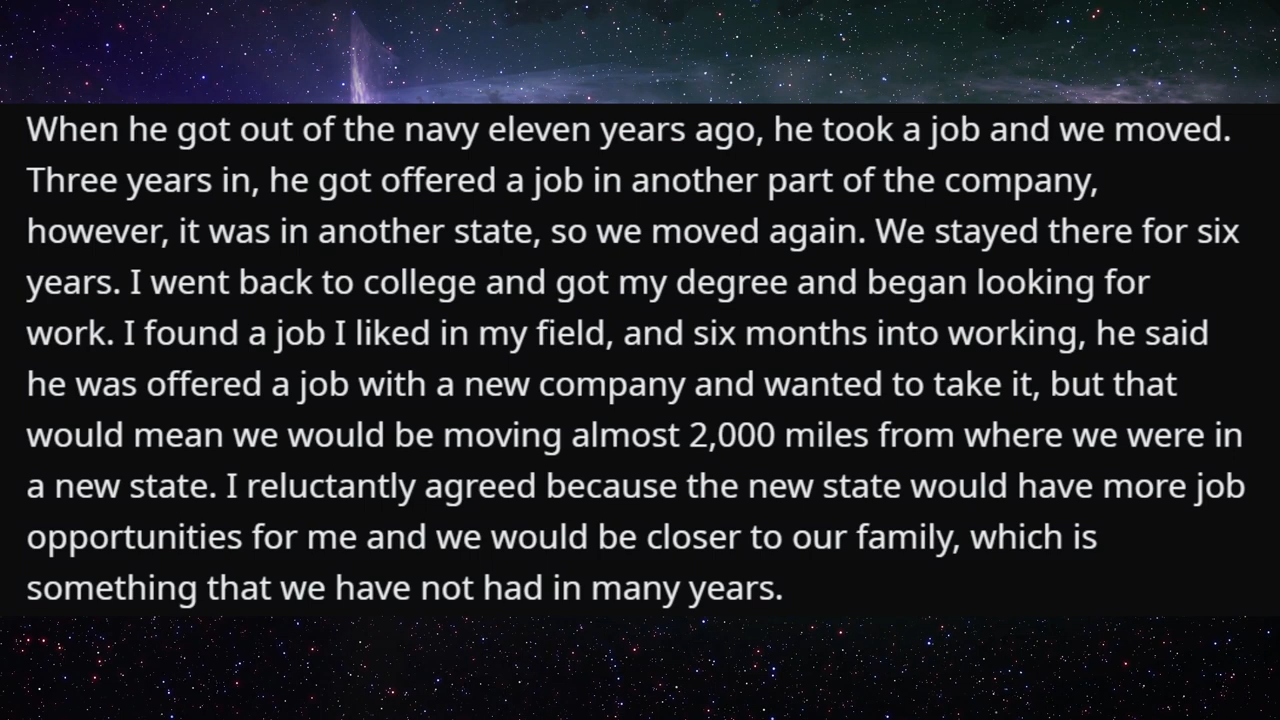 When he got out of the navy eleven years ago, he took a job and we moved.
Three years in, he got offered a job in another part of the company,
however, it was in another state, so we moved again. We stayed there for six
years. I went back to college and got my degree and began looking for
work. I found a job I liked in my field, and six months into working, he said
he was offered a job with a new company and wanted to take it, but that
would mean we would be moving almost 2,000 miles from where we were in
a new state. I reluctantly agreed because the new state would have more job
opportunities for me and we would be closer to our family, which is
something that we have not had in many years.